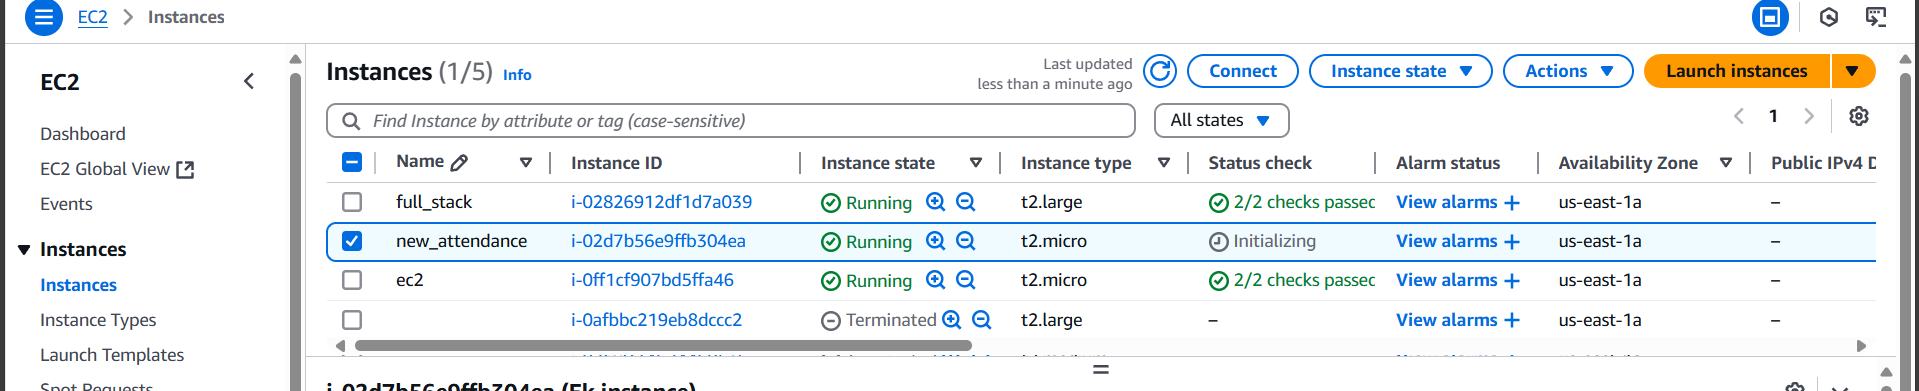 EC2 > Instances
EC2
Dashboard
EC2 Global View
Events
Instances
Instances
Instance Types
Launch Templates
Spot Requests
Instances (1/5) Info
Last updated
less than a minute ago
Connect
Instance state
Actions
Launch instances
Find Instance by attribute or tag (case-sensitive)
All states
1
Name Instance ID Instance state Instance type Status check Alarm status Availability Zone Public IPv4 D
full_stack i-02826912df1d7a039 Running t2.large 2/2 checks passec View alarms + us-east-1a –
new_attendance i-02d7b56e9ffb304ea Running t2.micro Initializing View alarms + us-east-1a –
ec2 i-0ff1cf907bd5ffa46 Running t2.micro 2/2 checks passec View alarms + us-east-1a –
i-0afbbc219eb8dccc2 Terminated t2.large – View alarms + us-east-1a –
i-02d7b56e9ffb304ea (Ek instance)